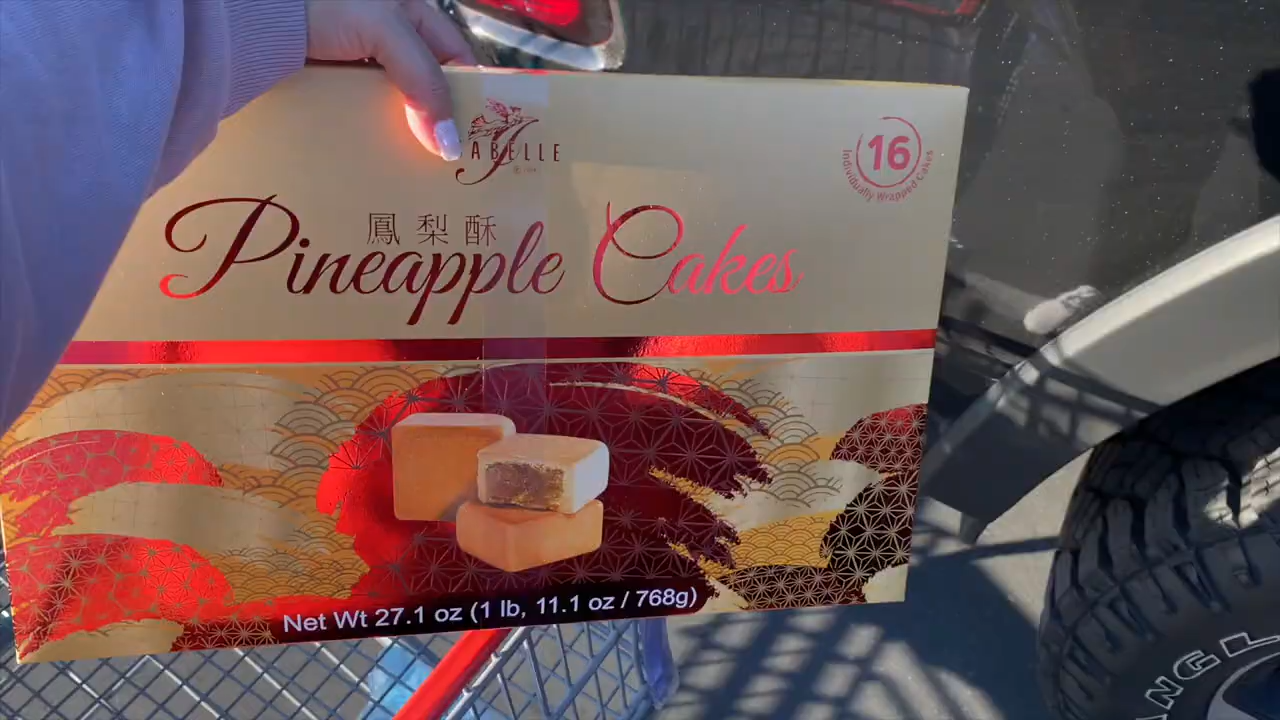 ABELLE
16
Individually Wrapped Cakes
鳳梨酥
Pineapple Cakes
Net Wt 27.1 oz (1 lb, 11.1 oz / 768g)